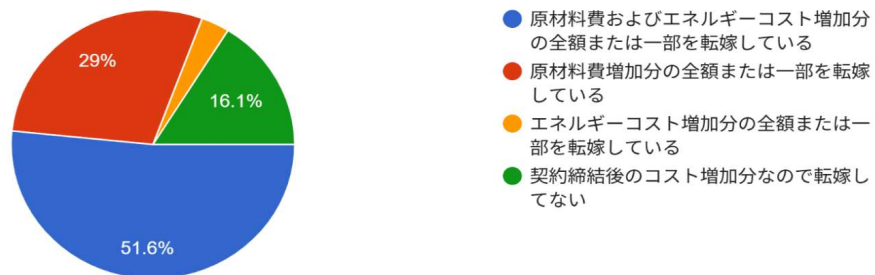 29%
16.1%
51.6%
原材料費およびエネルギーコスト増加分
の全額または一部を転嫁している
原材料費増加分の全額または一部を転嫁
している
エネルギーコスト増加分の全額または一
部を転嫁している
契約締結後のコスト増加分なので転嫁し
てない